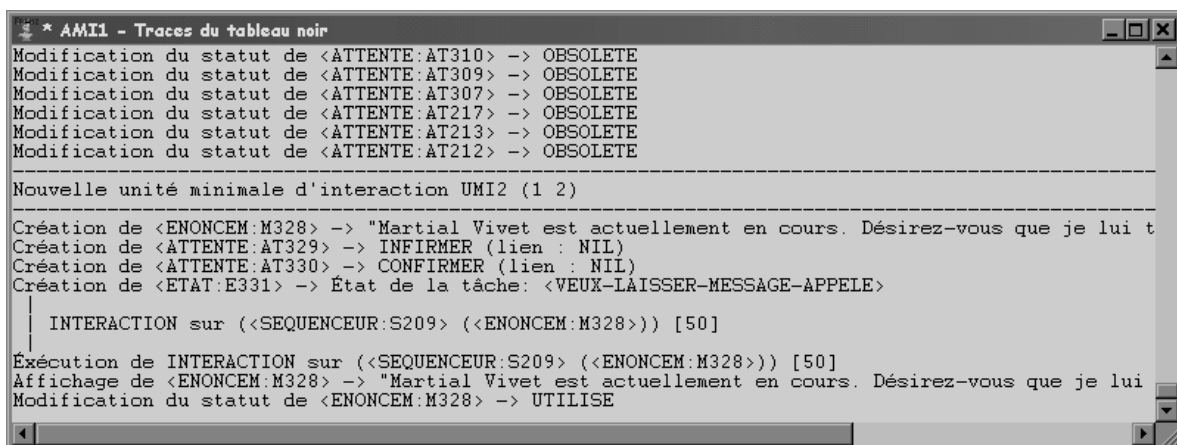 * AMI1 - Traces du tableau noir
Modification du statut de <ATTENTE:AT310> -> OBSOLETE
Modification du statut de <ATTENTE:AT309> -> OBSOLETE
Modification du statut de <ATTENTE:AT307> -> OBSOLETE
Modification du statut de <ATTENTE:AT217> -> OBSOLETE
Modification du statut de <ATTENTE:AT213> -> OBSOLETE
Modification du statut de <ATTENTE:AT212> -> OBSOLETE
Nouvelle unité minimale d'interaction UMI2 (1 2)
Création de <ENONCEM:M328> -> "Martial Vivet est actuellement en cours. Désirez-vous que je lui t
Création de <ATTENTE:AT329> -> INFIRMER (lien : NIL)
Création de <ATTENTE:AT330> -> CONFIRMER (lien : NIL)
Création de <ETAT:E331> -> État de la tâche: <VEUX-LAISSER-MESSAGE-APPELE>
INTERACTION sur (<SEQUENCEUR:S209> (<ENONCEM:M328>)) [50]
Éxécution de INTERACTION sur (<SEQUENCEUR:S209> (<ENONCEM:M328>)) [50]
Affichage de <ENONCEM:M328> -> "Martial Vivet est actuellement en cours. Désirez-vous que je lui
Modification du statut de <ENONCEM:M328> -> UTILISE